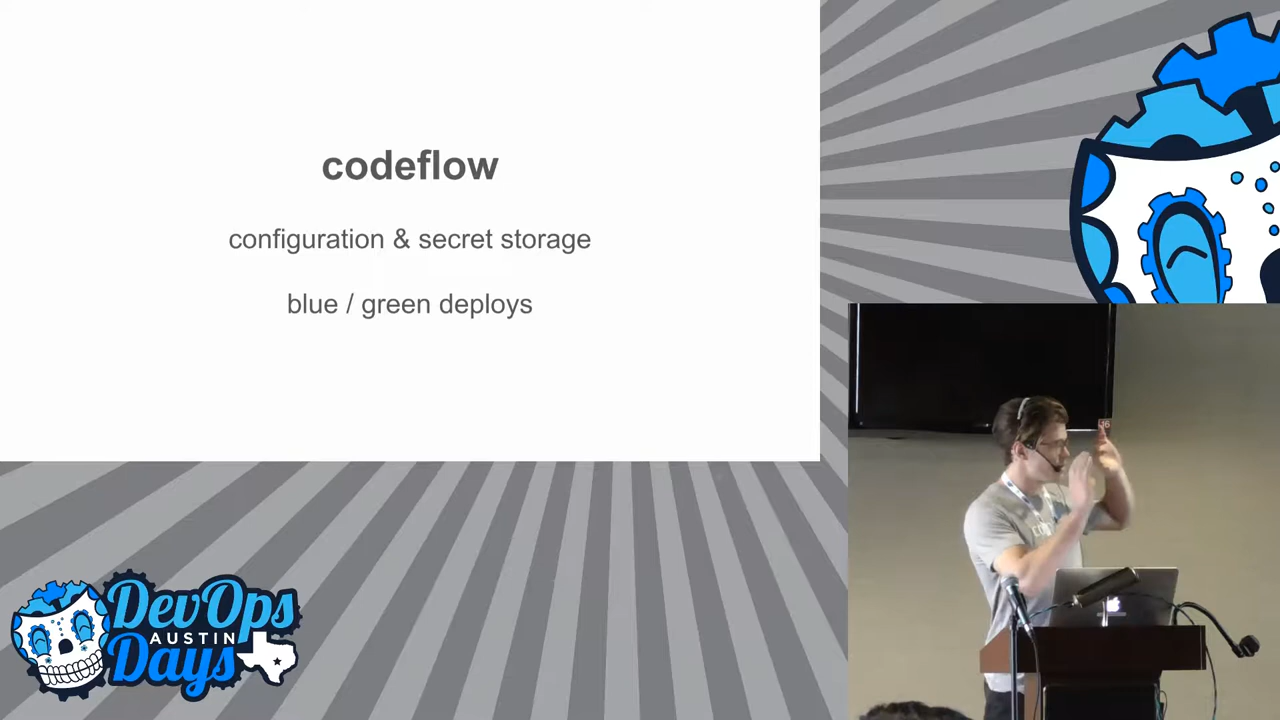 codeflow
configuration & secret storage
blue / green deploys
DevOps
AUSTIN
Days